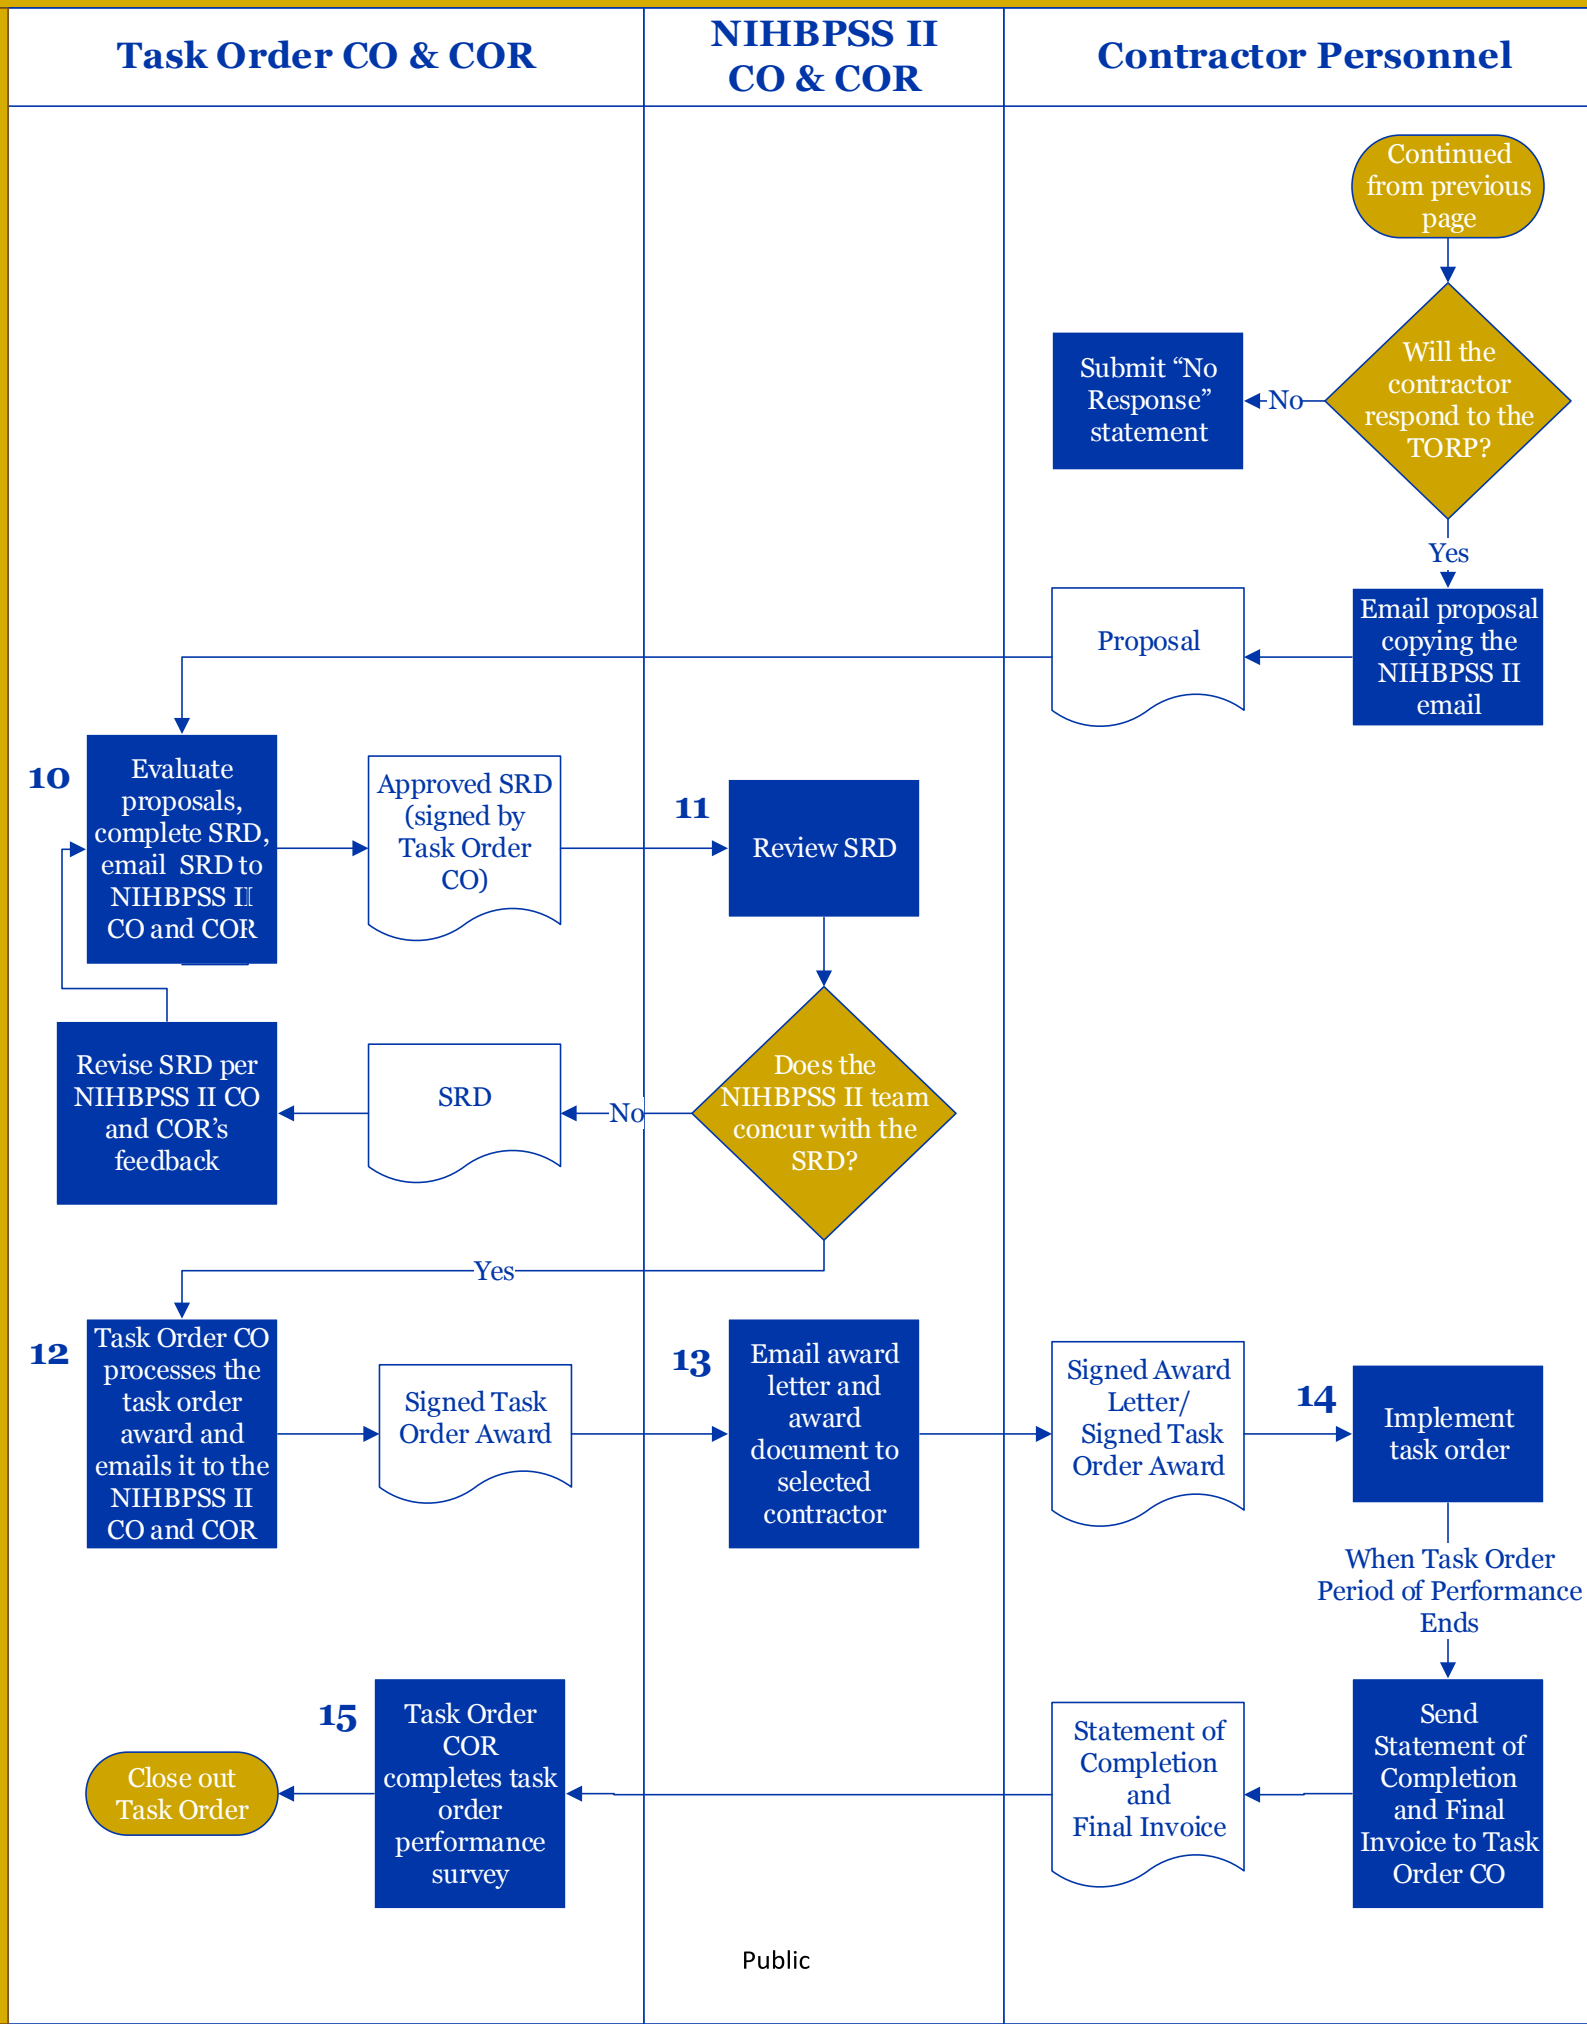 Task Order CO & COR
NIHBPSS II
CO & COR
Contractor Personnel
Continued
from previous
page
Will the
contractor
respond to the
TORP?
No
Submit “No
Response”
statement
Yes
Email proposal
copying the
NIHBPSS II
email
Proposal
10
Evaluate
proposals,
complete SRD,
email SRD to
NIHBPSS II
CO and COR
Approved SRD
(signed by
Task Order
CO)
11
Review SRD
Does the
NIHBPSS II team
concur with the
SRD?
No
SRD
Revise SRD per
NIHBPSS II CO
and COR’s
feedback
Yes
12
Task Order CO
processes the
task order
award and
emails it to the
NIHBPSS II
CO and COR
Signed Task
Order Award
13
Email award
letter and
award
document to
selected
contractor
Signed Award
Letter/
Signed Task
Order Award
14
Implement
task order
When Task Order
Period of Performance
Ends
Send
Statement of
Completion
and Final
Invoice to Task
Order CO
Statement of
Completion
and
Final Invoice
15
Task Order
COR
completes task
order
performance
survey
Close out
Task Order
Public